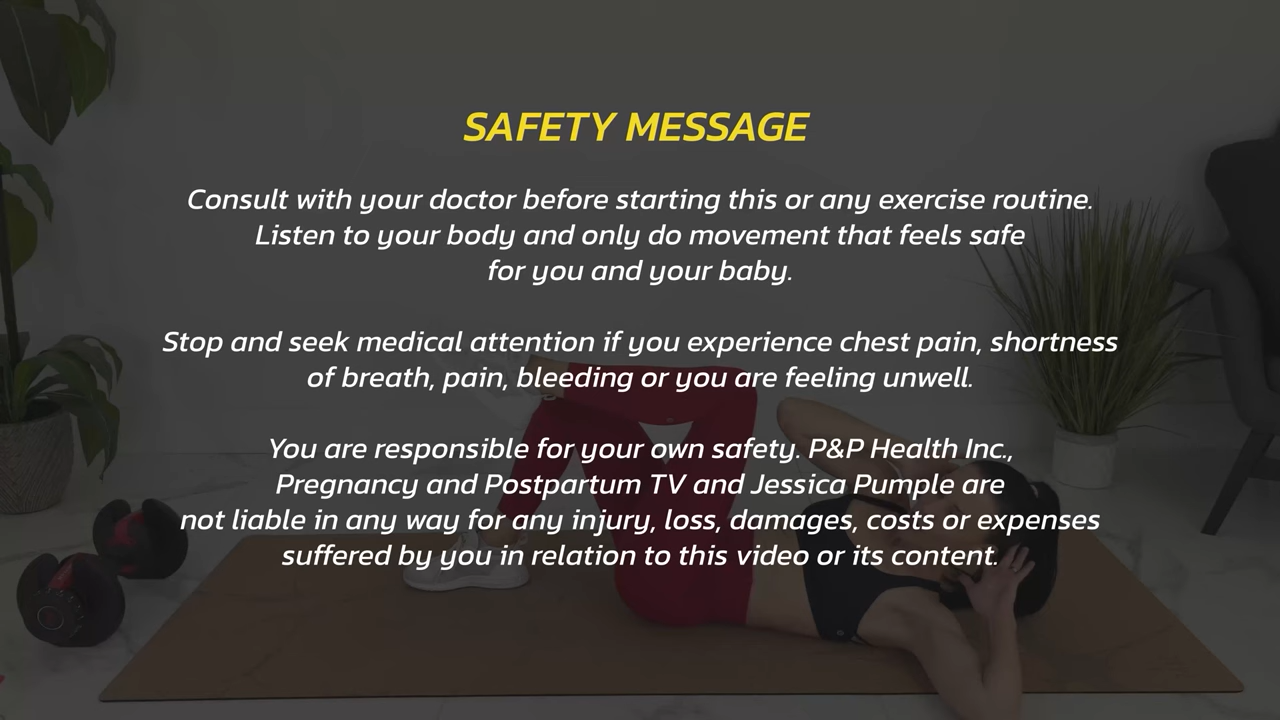 SAFETY MESSAGE
Consult with your doctor before starting this or any exercise routine.
Listen to your body and only do movement that feels safe
for you and your baby.
Stop and seek medical attention if you experience chest pain, shortness
of breath, pain, bleeding or you are feeling unwell.
You are responsible for your own safety. P&P Health Inc.,
Pregnancy and Postpartum TV and Jessica Pumple are
not liable in any way for any injury, loss, damages, costs or expenses
suffered by you in relation to this video or its content.